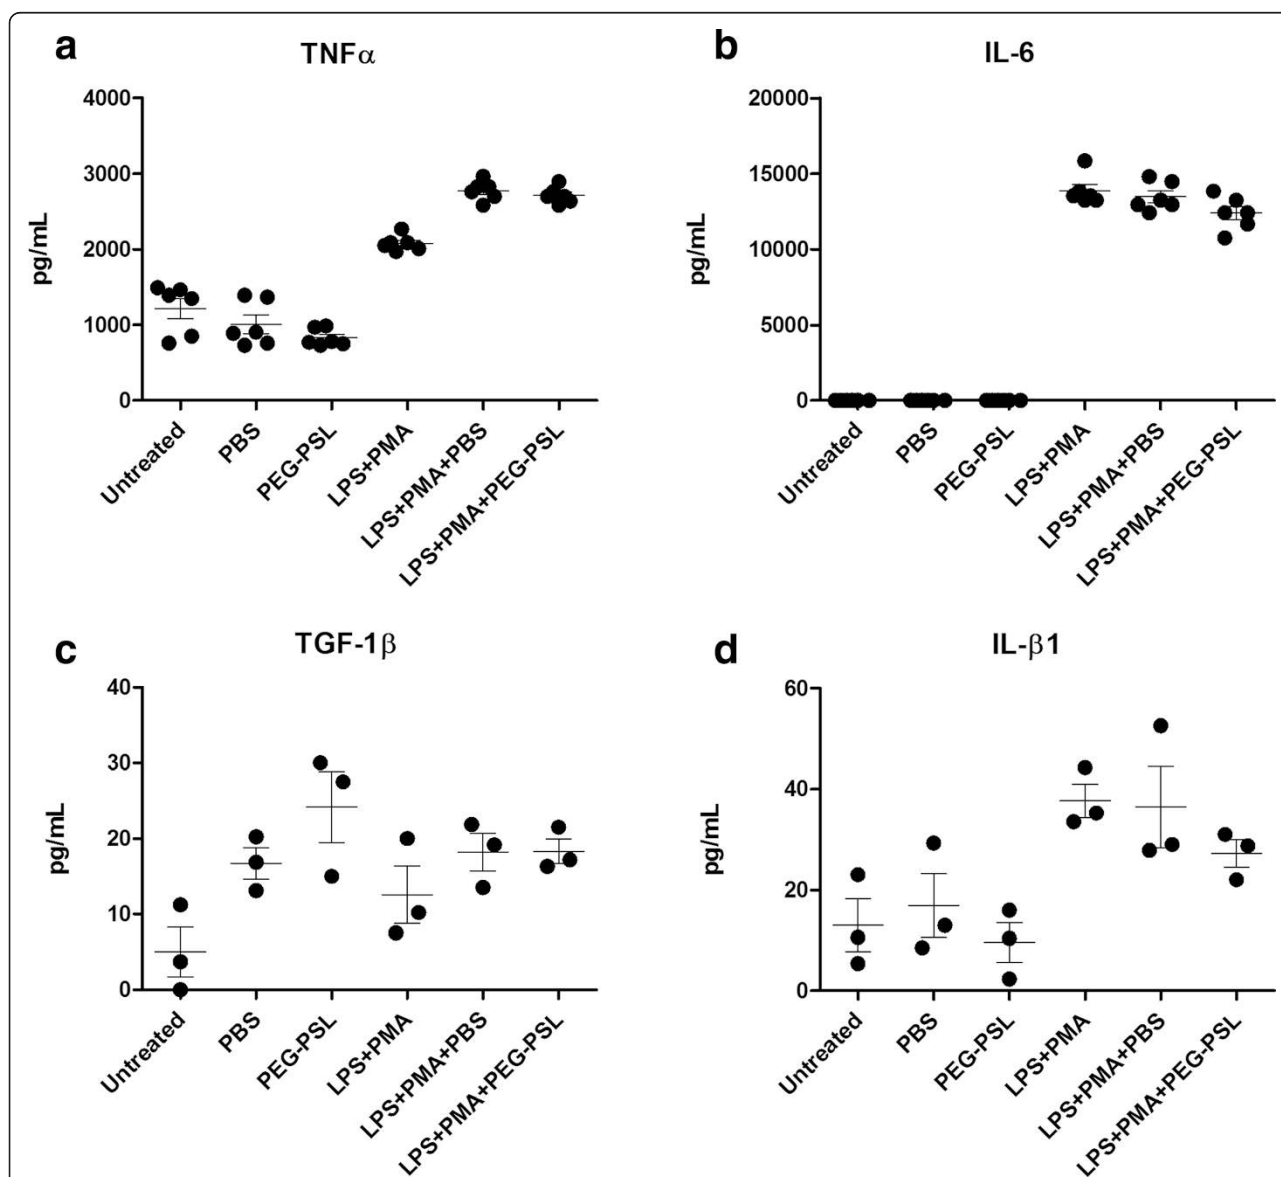 a
TNFα
pg/mL
4000
3000
2000
1000
0
Untreated
PBS
PEG-PSL
LPS+PMA
LPS+PMA+PBS
LPS+PMA+PEG-PSL
b
IL-6
pg/mL
20000
15000
10000
5000
0
Untreated
PBS
PEG-PSL
LPS+PMA
LPS+PMA+PBS
LPS+PMA+PEG-PSL
c
TGF-1β
pg/mL
40
30
20
10
0
Untreated
PBS
PEG-PSL
LPS+PMA
LPS+PMA+PBS
LPS+PMA+PEG-PSL
d
IL-β1
pg/mL
60
40
20
0
Untreated
PBS
PEG-PSL
LPS+PMA
LPS+PMA+PBS
LPS+PMA+PEG-PSL